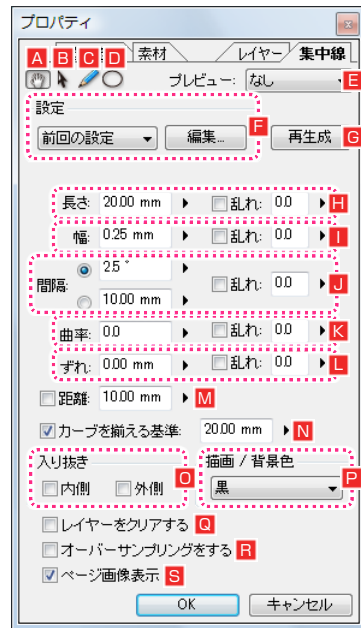 プロパティ
素材 レイヤー 集中線
A B C D プレビュー: なし E
設定
前回の設定 編集... F 再生成 G
長さ: 20.00 mm 乱れ: 0.0 H
幅: 0.25 mm 乱れ: 0.0 I
間隔: 2.5 ° 乱れ: 0.0 J
10.00 mm
曲率: 0.0 乱れ: 0.0 K
ずれ: 0.00 mm 乱れ: 0.0 L
距離: 10.00 mm M
カーブを揃える基準: 20.00 mm N
入り抜き 描画 / 背景色
内側 外側 O 黒 P
レイヤーをクリアする Q
オーバーサンプリングをする R
ページ画像表示 S
OK キャンセル